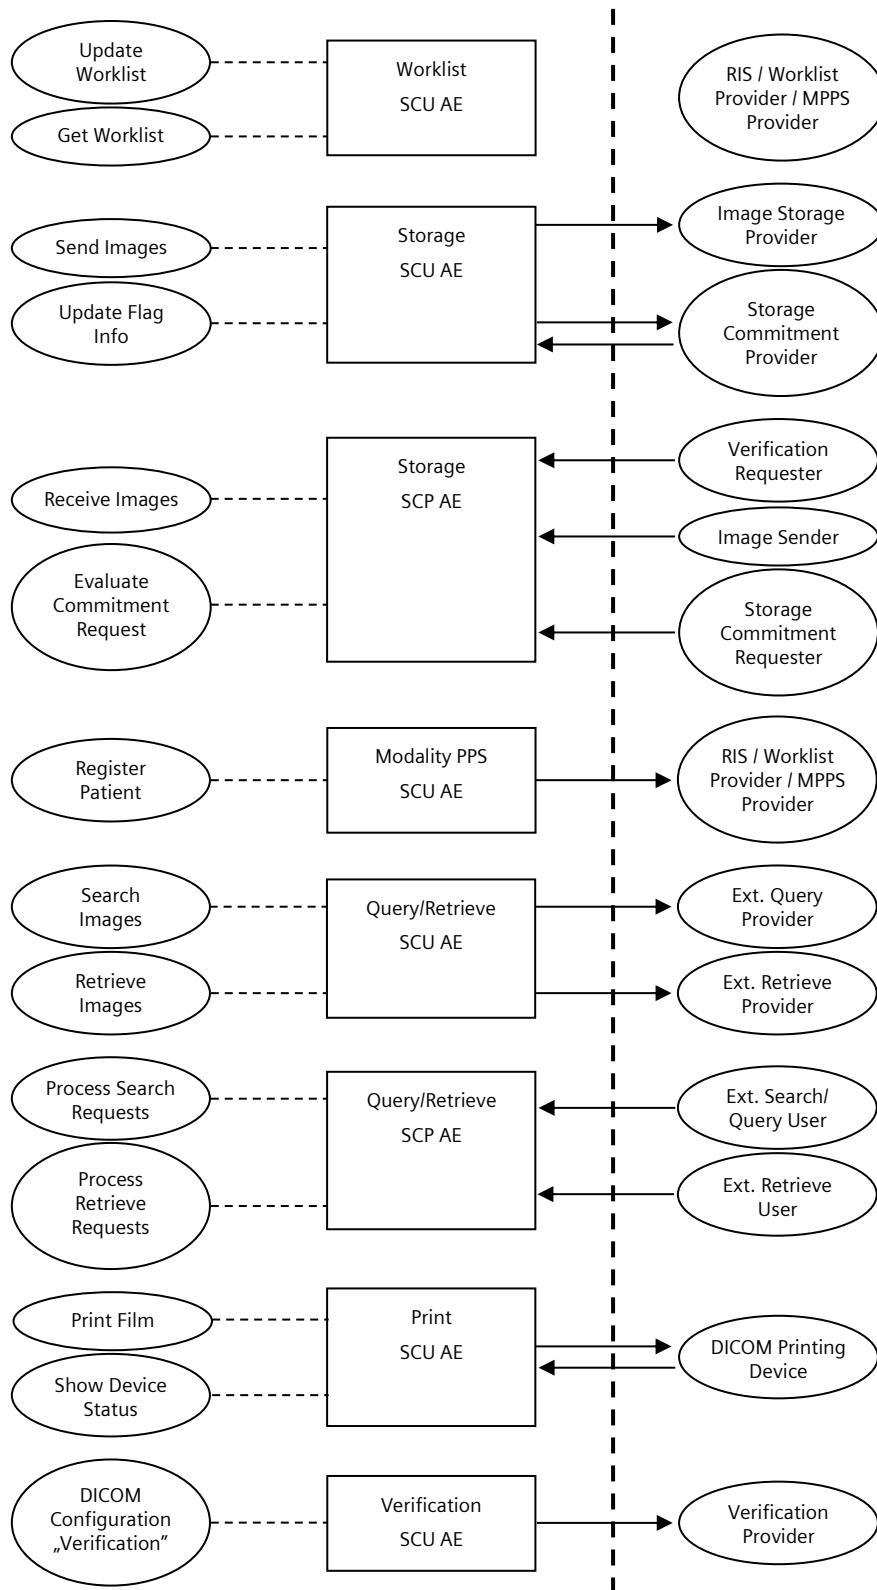 Update
Worklist
Get Worklist
Worklist
SCU AE
RIS / Worklist
Provider / MPPS
Provider
Send Images
Update Flag
Info
Storage
SCU AE
Image Storage
Provider
Storage
Commitment
Provider
Receive Images
Evaluate
Commitment
Request
Storage
SCP AE
Verification
Requester
Image Sender
Storage
Commitment
Requester
Register
Patient
Modality PPS
SCU AE
RIS / Worklist
Provider / MPPS
Provider
Search
Images
Retrieve
Images
Query/Retrieve
SCU AE
Ext. Query
Provider
Ext. Retrieve
Provider
Process Search
Requests
Process
Retrieve
Requests
Query/Retrieve
SCP AE
Ext. Search/
Query User
Ext. Retrieve
User
Print Film
Show Device
Status
Print
SCU AE
DICOM Printing
Device
DICOM
Configuration
„Verification”
Verification
SCU AE
Verification
Provider